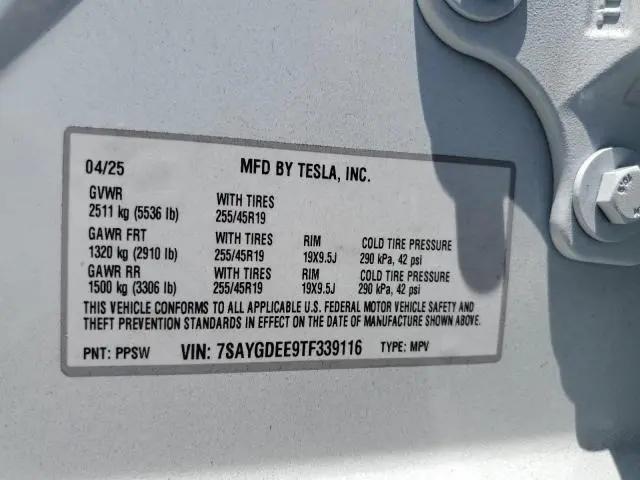 04/25 MFD BY TESLA, INC.
GVWR WITH TIRES
2511 kg (5536 lb) 255/45R19
GAWR FRT WITH TIRES RIM COLD TIRE PRESSURE
1320 kg (2910 lb) 255/45R19 19X9.5J 290 kPa, 42 psi
GAWR RR WITH TIRES RIM COLD TIRE PRESSURE
1500 kg (3306 lb) 255/45R19 19X9.5J 290 kPa, 42 psi
THIS VEHICLE CONFORMS TO ALL APPLICABLE U.S. FEDERAL MOTOR VEHICLE SAFETY AND
THEFT PREVENTION STANDARDS IN EFFECT ON THE DATE OF MANUFACTURE SHOWN ABOVE.
PNT: PPSW VIN: 7SAYGDEE9TF339116 TYPE: MPV